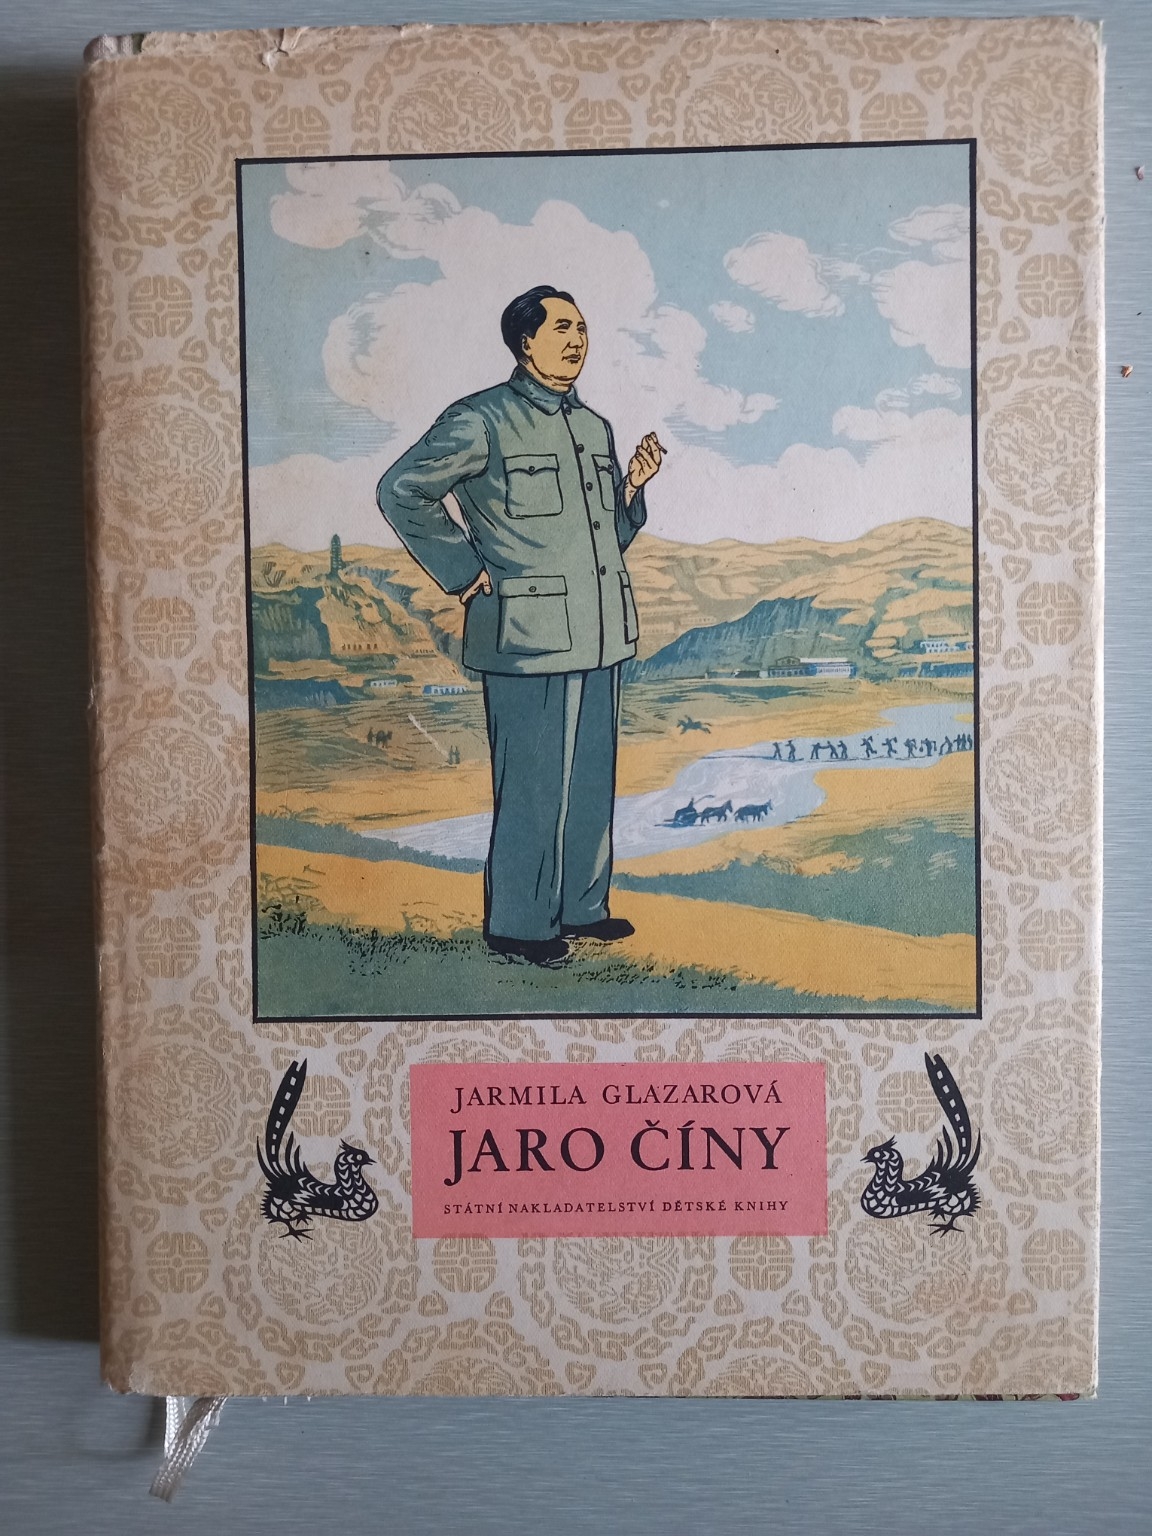 JARMILA GLAZAROVÁ
JARO ČÍNY
STÁTNÍ NAKLADATELSTVÍ DĚTSKÉ KNIHY